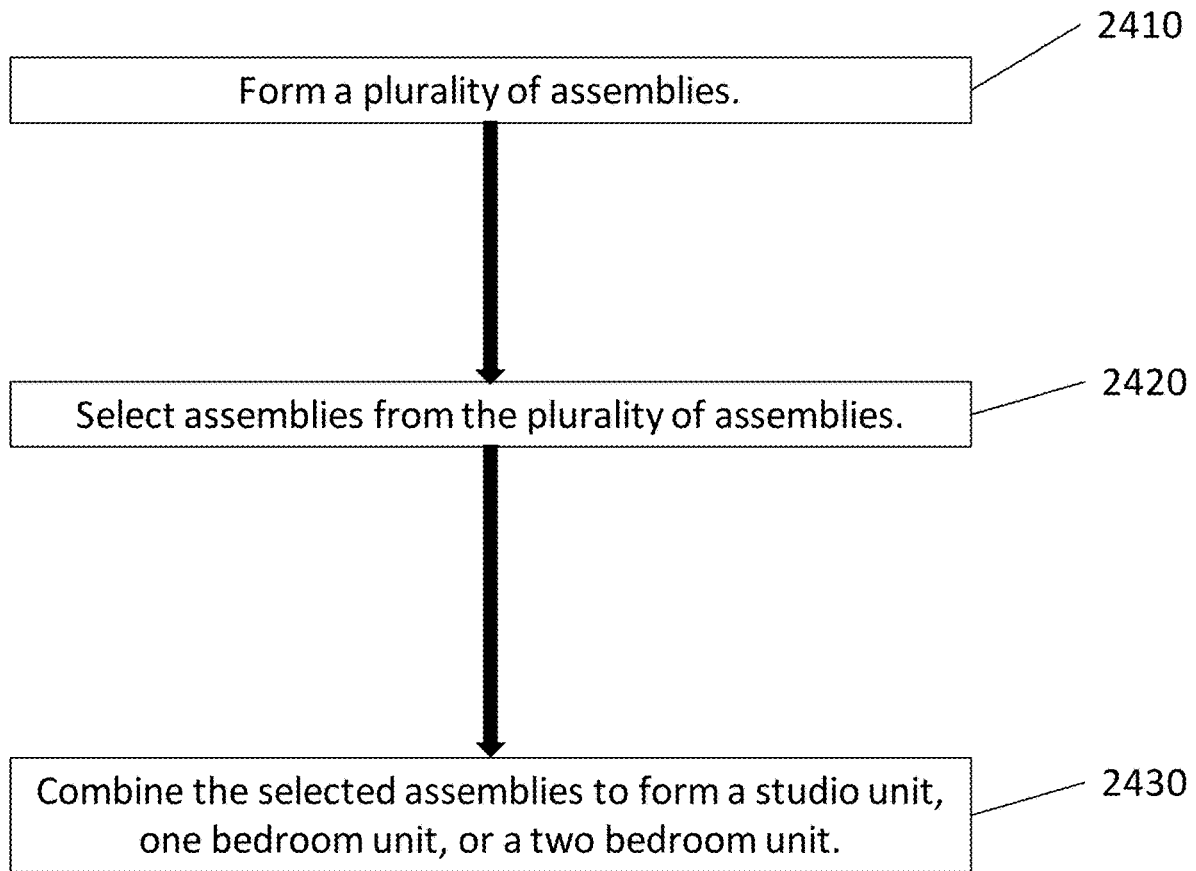 2410
Form a plurality of assemblies.
2420
Select assemblies from the plurality of assemblies.
2430
Combine the selected assemblies to form a studio unit,
one bedroom unit, or a two bedroom unit.